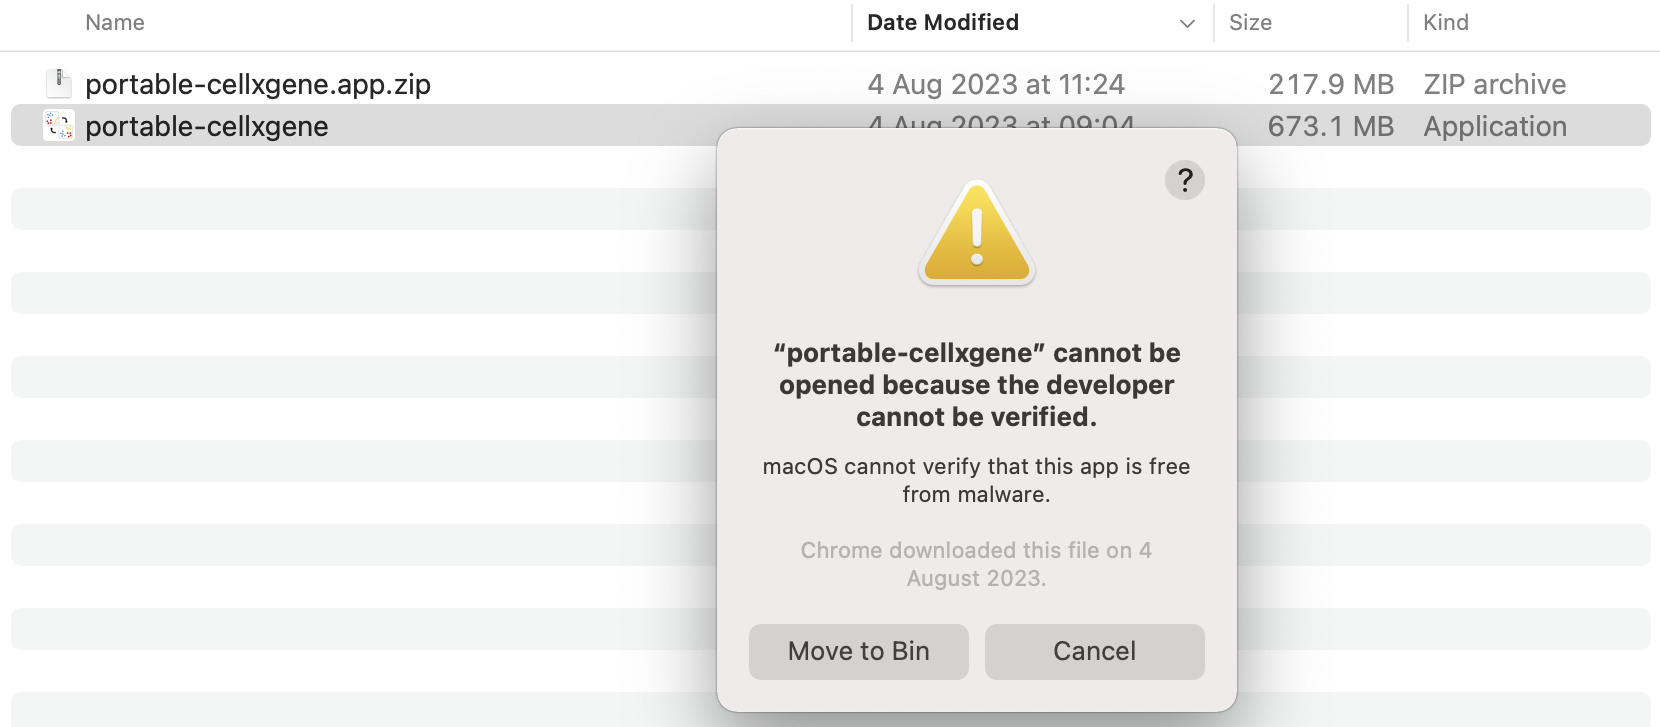 Name Date Modified Size Kind
portable-cellxgene.app.zip 4 Aug 2023 at 11:24 217.9 MB ZIP archive
portable-cellxgene 4 Aug 2023 at 09:04 673.1 MB Application
?
“portable-cellxgene” cannot be
opened because the developer
cannot be verified.
macOS cannot verify that this app is free
from malware.
Chrome downloaded this file on 4
August 2023.
Move to Bin Cancel